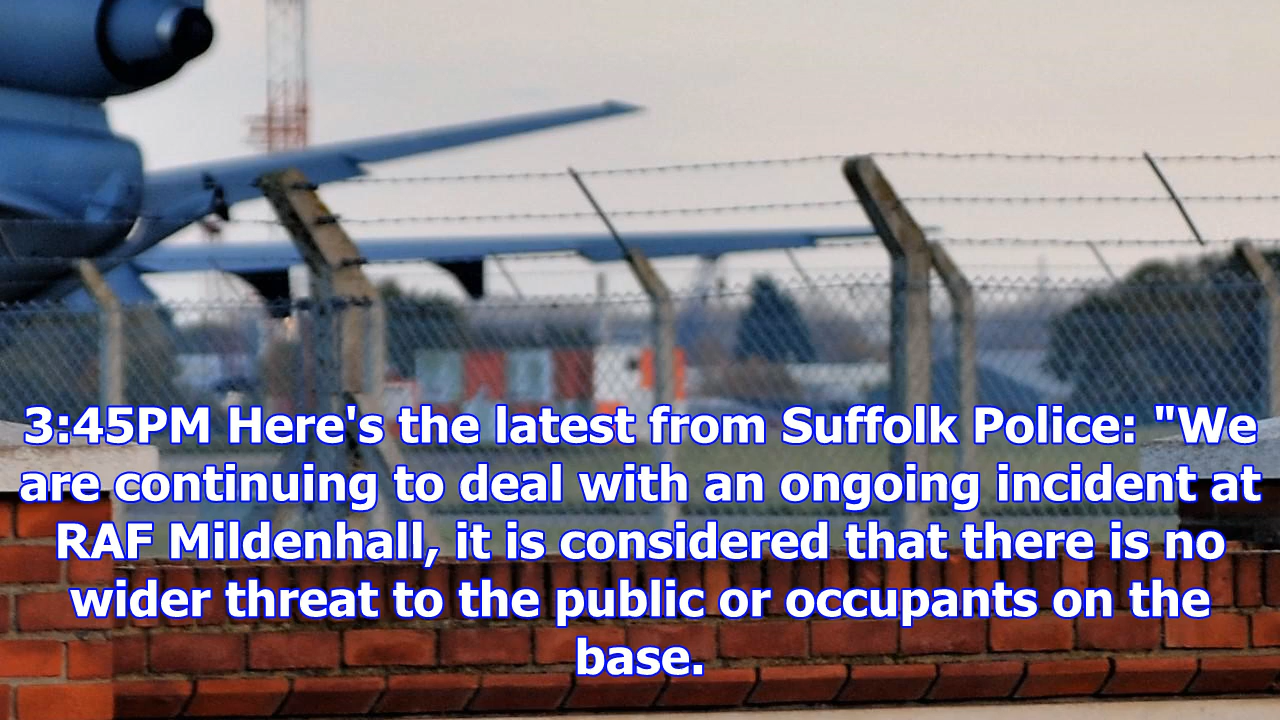 3:45PM Here's the latest from Suffolk Police: "We
are continuing to deal with an ongoing incident at
RAF Mildenhall, it is considered that there is no
wider threat to the public or occupants on the
base.